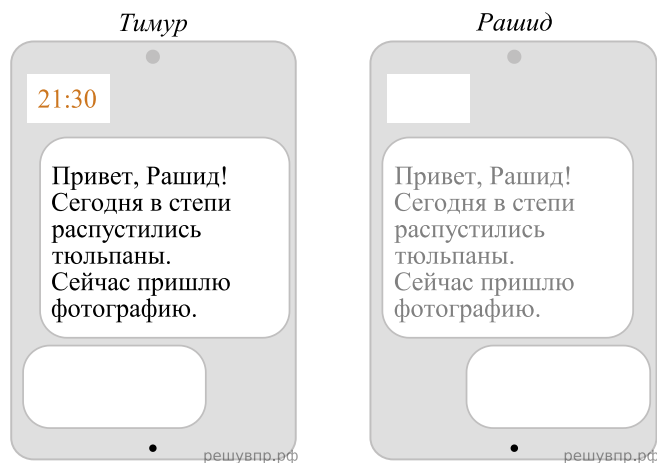 Тимур
21:30
Привет, Рашид!
Сегодня в степи
распустились
тюльпаны.
Сейчас пришлю
фотографию.
решувпр.рф
Рашид
Привет, Рашид!
Сегодня в степи
распустились
тюльпаны.
Сейчас пришлю
фотографию.
решувпр.рф